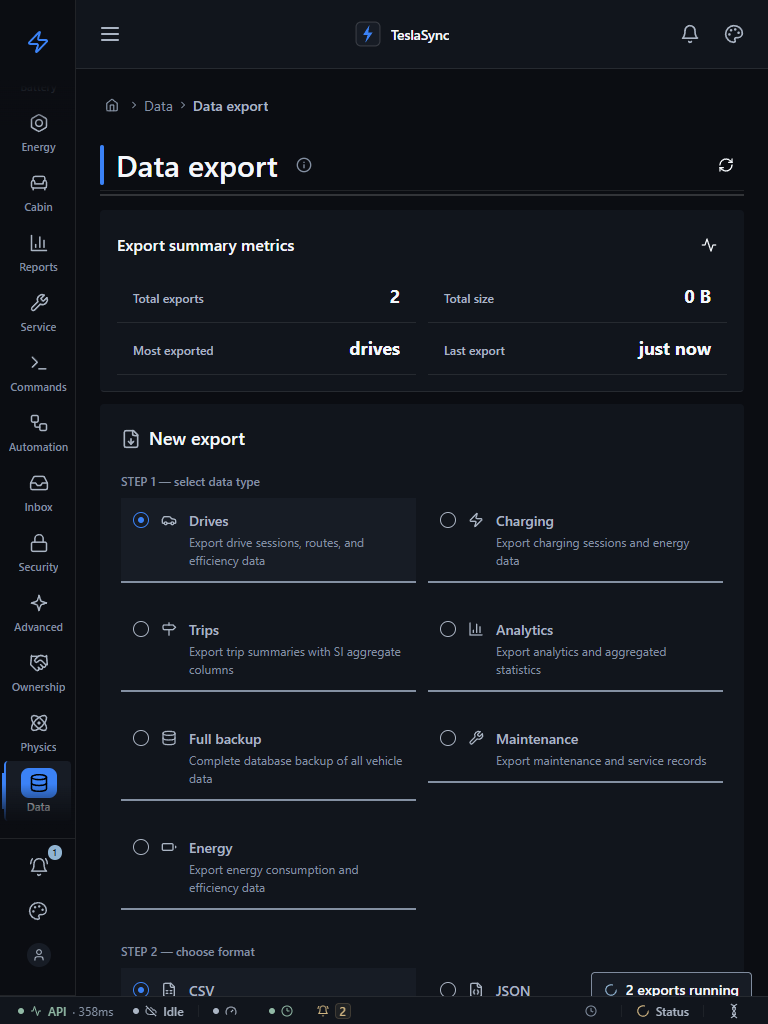 TeslaSync
Data
Data export
Data export
Export summary metrics
Total exports
2
Total size
0 B
Most exported
drives
Last export
just now
New export
STEP 1 — select data type
Drives
Export drive sessions, routes, and
efficiency data
Charging
Export charging sessions and energy
data
Trips
Export trip summaries with SI aggregate
columns
Analytics
Export analytics and aggregated
statistics
Full backup
Complete database backup of all vehicle
data
Maintenance
Export maintenance and service records
Energy
Export energy consumption and
efficiency data
STEP 2 — choose format
CSV
JSON
2 exports running
Energy
Cabin
Reports
Service
Commands
Automation
Inbox
Security
Advanced
Ownership
Physics
Data
1
API · 358ms
Idle
2
Status